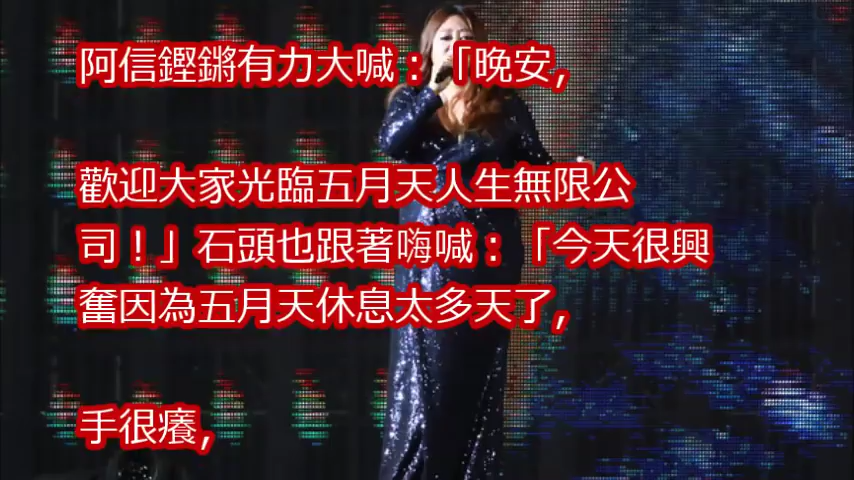 阿信鏗鏘有力大喊：「晚安，
歡迎大家光臨五月天人生無限公
司！」石頭也跟著嗨喊：「今天很興
奮因為五月天休息太多天了，
手很癢，